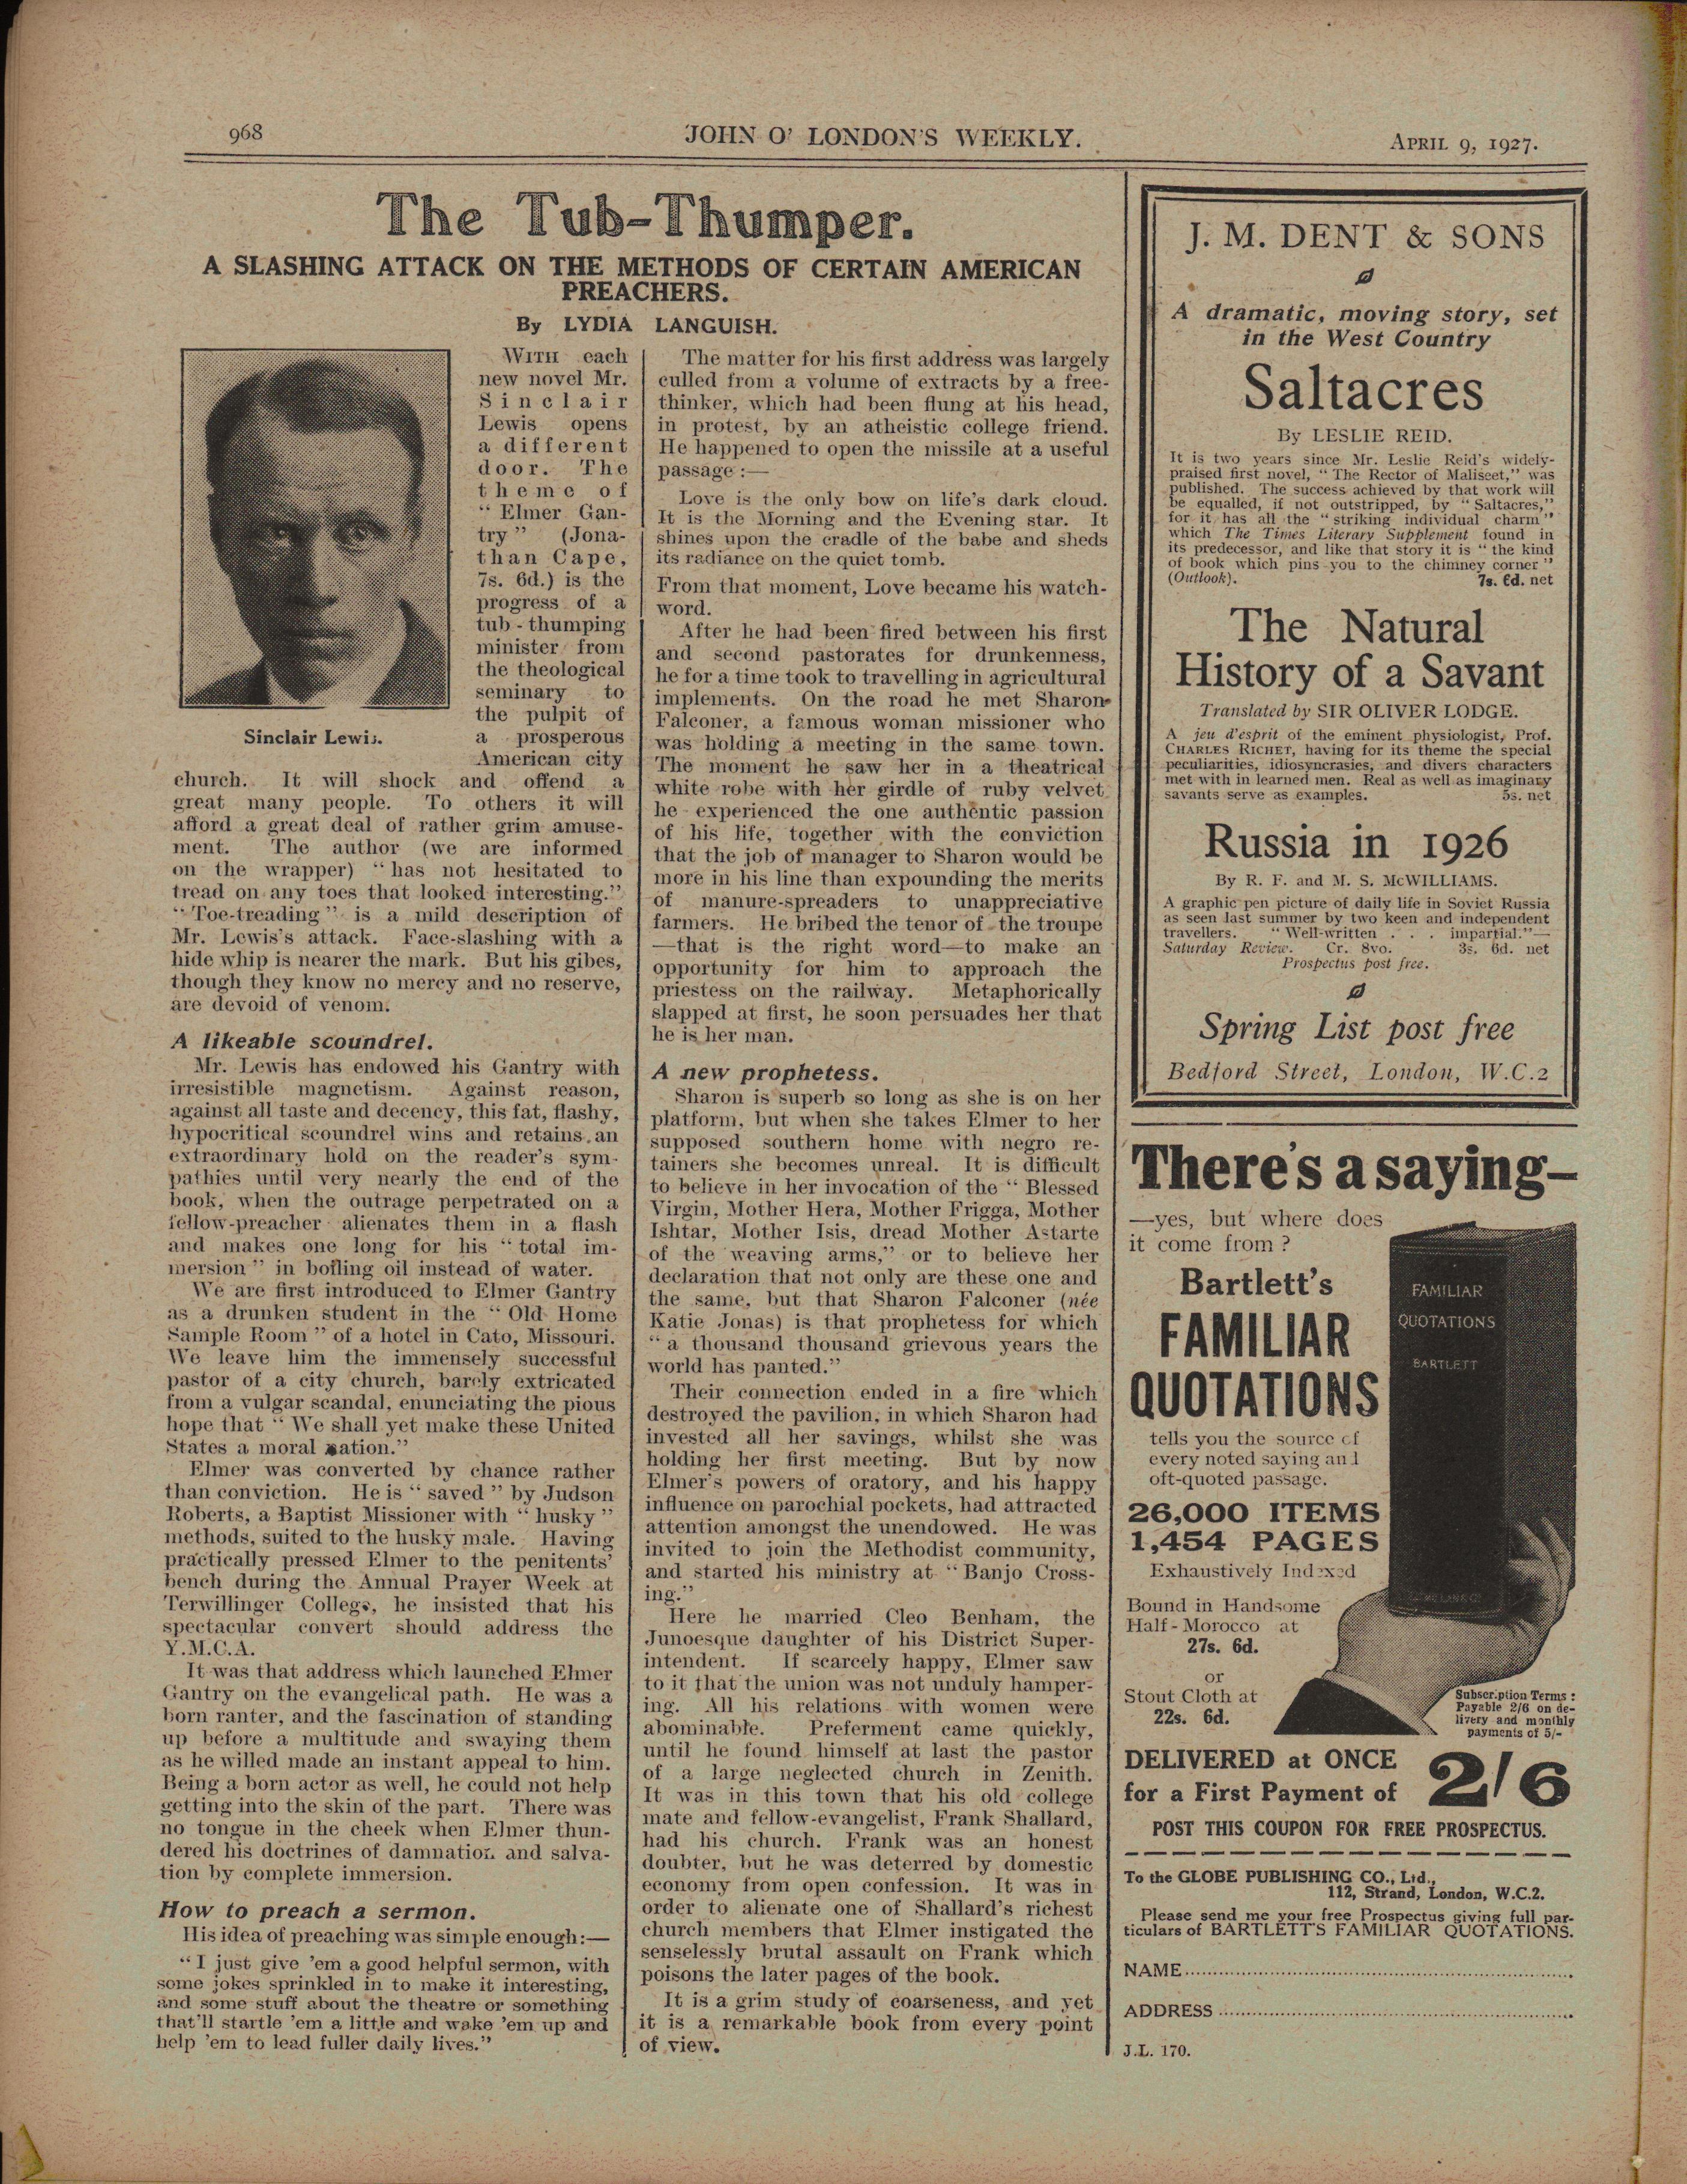 968
JOHN O' LONDON'S WEEKLY.
APRIL 9, 1927.
The Tub-Thumper.
A SLASHING ATTACK ON THE METHODS OF CERTAIN AMERICAN
PREACHERS.
By LYDIA LANGUISH.
Sinclair Lewis.
WITH each
new novel Mr.
Sinclair
Lewis opens
a different
door. The
theme of
" Elmer Gan-
try " (Jona-
than Cape,
7s. 6d.) is the
progress of a
tub-thumping
minister from
the theological
seminary to
the pulpit of
a prosperous
American city
church. It will shock and offend a
great many people. To others it will
afford a great deal of rather grim amuse-
ment. The author (we are informed
on the wrapper) " has not hesitated to
tread on any toes that looked interesting."
" Toe-treading " is a mild description of
Mr. Lewis's attack. Face-slashing with a
hide whip is nearer the mark. But his gibes,
though they know no mercy and no reserve,
are devoid of venom.
A likeable scoundrel.
Mr. Lewis has endowed his Gantry with
irresistible magnetism. Against reason,
against all taste and decency, this fat, flashy,
hypocritical scoundrel wins and retains an
extraordinary hold on the reader's sym-
pathies until very nearly the end of the
book, when the outrage perpetrated on a
fellow-preacher alienates them in a flash
and makes one long for his " total im-
mersion " in boiling oil instead of water.
We are first introduced to Elmer Gantry
as a drunken student in the " Old Home
Sample Room " of a hotel in Cato, Missouri.
We leave him the immensely successful
pastor of a city church, barely extricated
from a vulgar scandal, enunciating the pious
hope that " We shall yet make these United
States a moral nation."
Elmer was converted by chance rather
than conviction. He is " saved " by Judson
Roberts, a Baptist Missioner with " husky "
methods, suited to the husky male. Having
practically pressed Elmer to the penitents'
bench during the Annual Prayer Week at
Terwillinger College, he insisted that his
spectacular convert should address the
Y.M.C.A.
It was that address which launched Elmer
Gantry on the evangelical path. He was a
born ranter, and the fascination of standing
up before a multitude and swaying them
as he willed made an instant appeal to him.
Being a born actor as well, he could not help
getting into the skin of the part. There was
no tongue in the cheek when Elmer thun-
dered his doctrines of damnation and salva-
tion by complete immersion.
How to preach a sermon.
His idea of preaching was simple enough:—
" I just give 'em a good helpful sermon, with
some jokes sprinkled in to make it interesting,
and some stuff about the theatre or something
that'll startle 'em a little and wake 'em up and
help 'em to lead fuller daily lives."
The matter for his first address was largely
culled from a volume of extracts by a free-
thinker, which had been flung at his head,
in protest, by an atheistic college friend.
He happened to open the missile at a useful
passage :—
Love is the only bow on life's dark cloud.
It is the Morning and the Evening star. It
shines upon the cradle of the babe and sheds
its radiance on the quiet tomb.
From that moment, Love became his watch-
word.
After he had been fired between his first
and second pastorates for drunkenness,
he for a time took to travelling in agricultural
implements. On the road he met Sharon
Falconer, a famous woman missioner who
was holding a meeting in the same town.
The moment he saw her in a theatrical
white robe with her girdle of ruby velvet
he experienced the one authentic passion
of his life, together with the conviction
that the job of manager to Sharon would be
more in his line than expounding the merits
of manure-spreaders to unappreciative
farmers. He bribed the tenor of the troupe
—that is the right word—to make an
opportunity for him to approach the
priestess on the railway. Metaphorically
slapped at first, he soon persuades her that
he is her man.
A new prophetess.
Sharon is superb so long as she is on her
platform, but when she takes Elmer to her
supposed southern home with negro re-
tainers she becomes unreal. It is difficult
to believe in her invocation of the " Blessed
Virgin, Mother Hera, Mother Frigga, Mother
Ishtar, Mother Isis, dread Mother Astarte
of the weaving arms," or to believe her
declaration that not only are these one and
the same, but that Sharon Falconer (née
Katie Jonas) is that prophetess for which
" a thousand thousand grievous years the
world has panted."
Their connection ended in a fire which
destroyed the pavilion, in which Sharon had
invested all her savings, whilst she was
holding her first meeting. But by now
Elmer's powers of oratory, and his happy
influence on parochial pockets, had attracted
attention amongst the unendowed. He was
invited to join the Methodist community,
and started his ministry at " Banjo Cross-
ing."
Here he married Cleo Benham, the
Junoesque daughter of his District Super-
intendent. If scarcely happy, Elmer saw
to it that the union was not unduly hamper-
ing. All his relations with women were
abominable. Preferment came quickly,
until he found himself at last the pastor
of a large neglected church in Zenith.
It was in this town that his old college
mate and fellow-evangelist, Frank Shallard,
had his church. Frank was an honest
doubter, but he was deterred by domestic
economy from open confession. It was in
order to alienate one of Shallard's richest
church members that Elmer instigated the
senselessly brutal assault on Frank which
poisons the later pages of the book.
It is a grim study of coarseness, and yet
it is a remarkable book from every point
of view.
J. M. DENT & SONS
A dramatic, moving story, set
in the West Country
Saltacres
By LESLIE REID.
It is two years since Mr. Leslie Reid's widely-
praised first novel, " The Rector of Maliseet," was
published. The success achieved by that work will
be equalled, if not outstripped, by " Saltacres,"
for it has all the " striking individual charm "
which The Times Literary Supplement found in
its predecessor, and like that story it is " the kind
of book which pins you to the chimney corner "
(Outlook). 7s. 6d. net
The Natural
History of a Savant
Translated by SIR OLIVER LODGE.
A jeu d'esprit of the eminent physiologist, Prof.
CHARLES RICHET, having for its theme the special
peculiarities, idiosyncrasies, and divers characters
met with in learned men. Real as well as imaginary
savants serve as examples. 5s. net
Russia in 1926
By R. F. and M. S. McWILLIAMS.
A graphic pen picture of daily life in Soviet Russia
as seen last summer by two keen and independent
travellers. " Well-written . . . impartial."—
Saturday Review. Cr. 8vo. 3s. 6d. net
Prospectus post free.
Spring List post free
Bedford Street, London, W.C.2
There's a saying—
—yes, but where does
it come from ?
Bartlett's
FAMILIAR
QUOTATIONS
tells you the source of
every noted saying and
oft-quoted passage.
26,000 ITEMS
1,454 PAGES
Exhaustively Indexed
Bound in Handsome
Half-Morocco at
27s. 6d.
or
Stout Cloth at
22s. 6d.
FAMILIAR
QUOTATIONS
BARTLETT
Subscription Terms :
Payable 2/6 on de-
livery and monthly
payments of 5/-
DELIVERED at ONCE
for a First Payment of
2/6
POST THIS COUPON FOR FREE PROSPECTUS.
To the GLOBE PUBLISHING CO., Ltd.,
112, Strand, London, W.C.2.
Please send me your free Prospectus giving full par-
ticulars of BARTLETT'S FAMILIAR QUOTATIONS.
NAME
ADDRESS
J.L. 170.